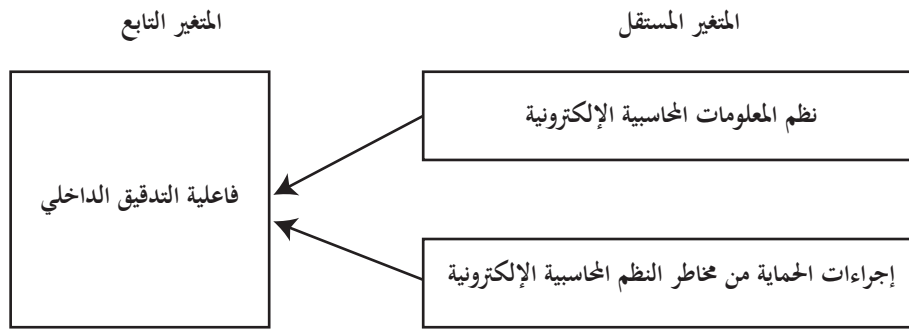 المتغير المستقل
المتغير التابع
نظم المعلومات المحاسبية الإلكترونية
فاعلية التدقيق الداخلي
إجراءات الحماية من مخاطر النظم المحاسبية الإلكترونية